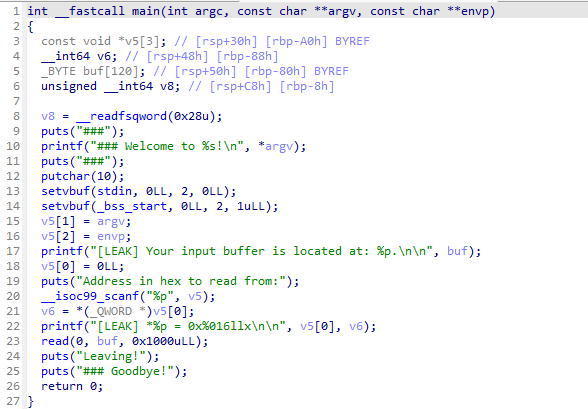 1 int __fastcall main(int argc, const char **argv, const char **envp)
2 {
3 const void *v5[3]; // [rsp+30h] [rbp-A0h] BYREF
4 __int64 v6; // [rsp+48h] [rbp-88h]
5 _BYTE buf[120]; // [rsp+50h] [rbp-80h] BYREF
6 unsigned __int64 v8; // [rsp+C8h] [rbp-8h]
7
8 v8 = __readfsqword(0x28u);
9 puts("###");
10 printf("### Welcome to %s!\n", *argv);
11 puts("###");
12 putchar(10);
13 setvbuf(stdin, 0LL, 2, 0LL);
14 setvbuf(_bss_start, 0LL, 2, 1uLL);
15 v5[1] = argv;
16 v5[2] = envp;
17 printf("[LEAK] Your input buffer is located at: %p.\n\n", buf);
18 v5[0] = 0LL;
19 puts("Address in hex to read from:");
20 __isoc99_scanf("%p", v5);
21 v6 = *(_QWORD *)v5[0];
22 printf("[LEAK] *%p = 0x%016llx\n\n", v5[0], v6);
23 read(0, buf, 0x1000uLL);
24 puts("Leaving!");
25 puts("### Goodbye!");
26 return 0;
27 }